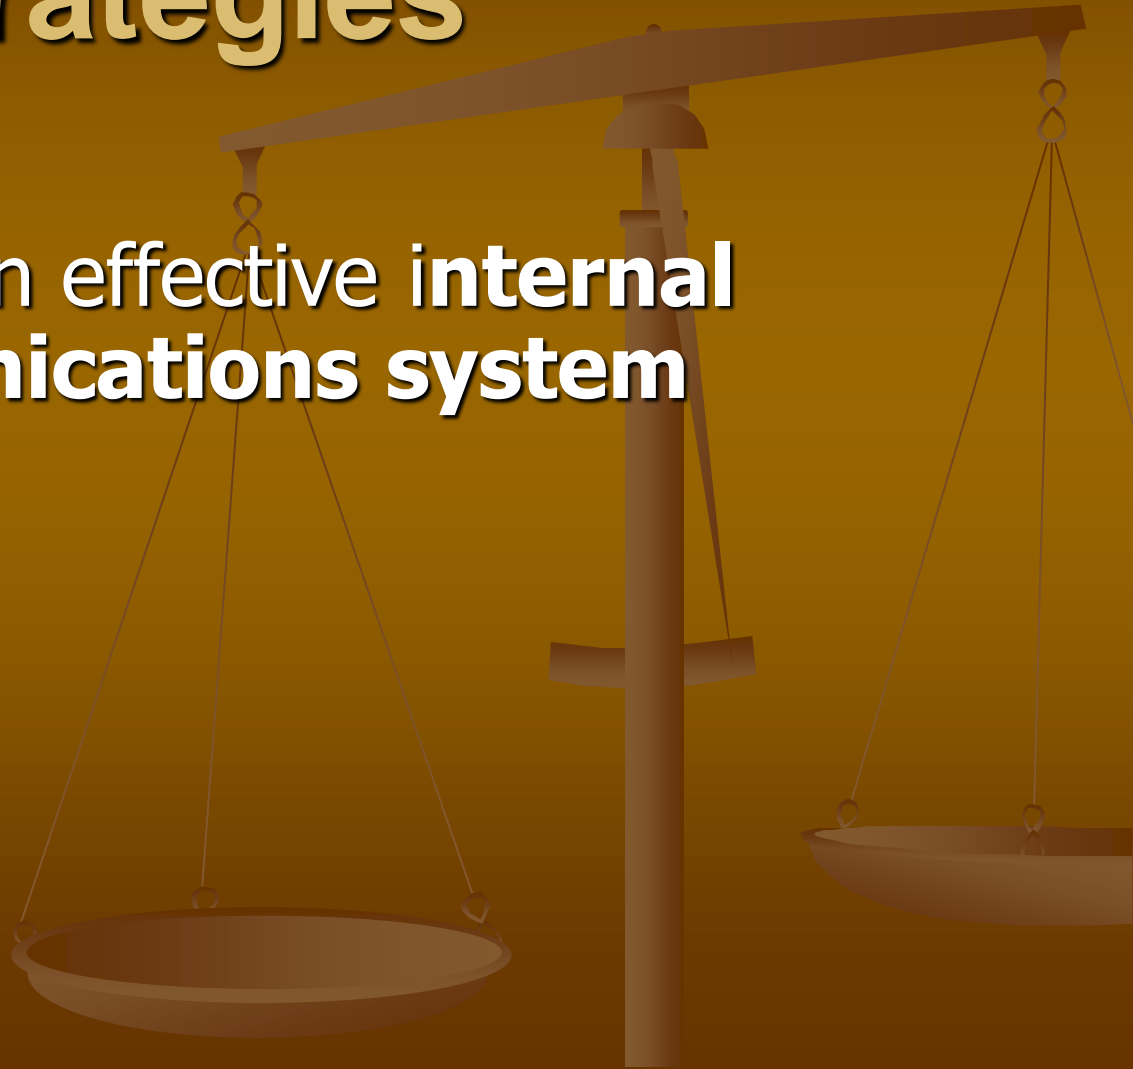 rategies
n effective internal
nications system